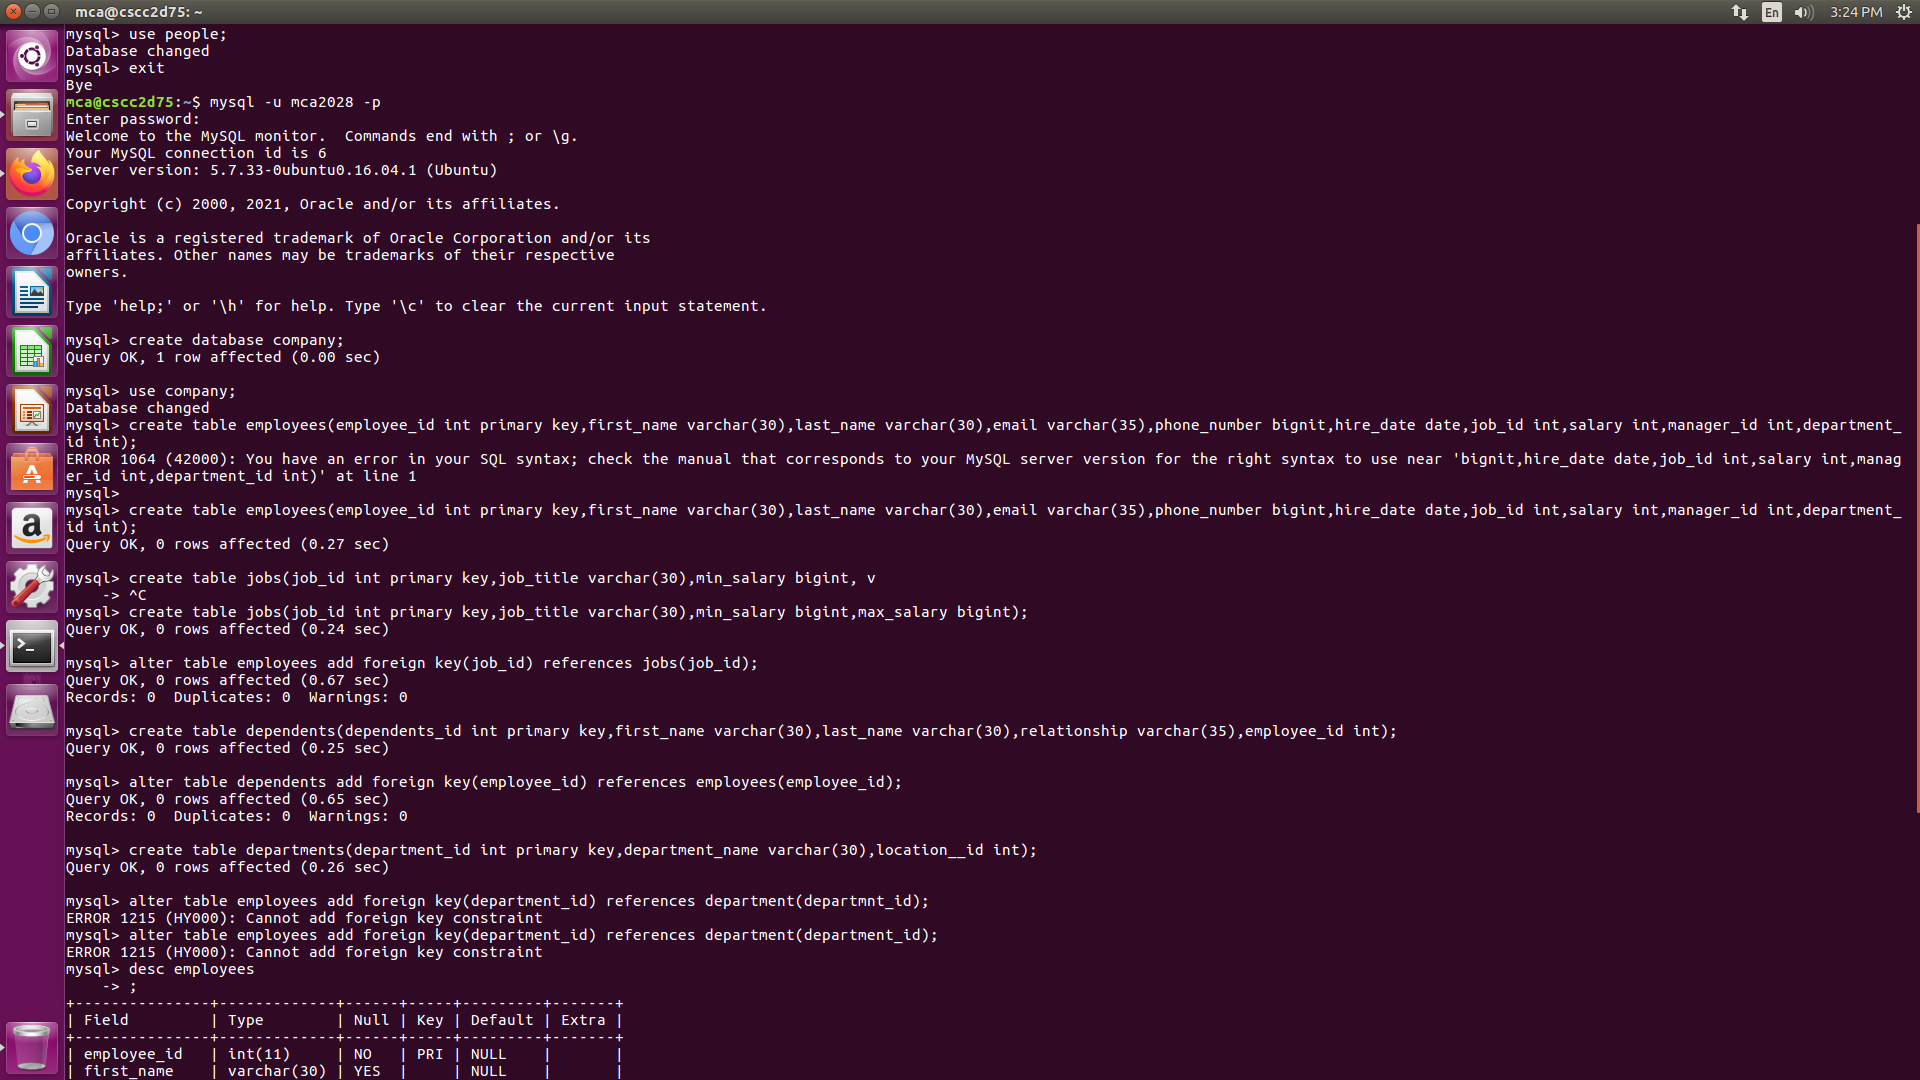 mca@cscc2d75: ~
En
3:24 PM
mysql> use people;
Database changed
mysql> exit
Bye
mca@cscc2d75:~$ mysql -u mca2028 -p
Enter password:
Welcome to the MySQL monitor.  Commands end with ; or \g.
Your MySQL connection id is 6
Server version: 5.7.33-0ubuntu0.16.04.1 (Ubuntu)
Copyright (c) 2000, 2021, Oracle and/or its affiliates.
Oracle is a registered trademark of Oracle Corporation and/or its
affiliates. Other names may be trademarks of their respective
owners.
Type 'help;' or '\h' for help. Type '\c' to clear the current input statement.
mysql> create database company;
Query OK, 1 row affected (0.00 sec)
mysql> use company;
Database changed
mysql> create table employees(employee_id int primary key,first_name varchar(30),last_name varchar(30),email varchar(35),phone_number bignit,hire_date date,job_id int,salary int,manager_id int,department_
id int);
ERROR 1064 (42000): You have an error in your SQL syntax; check the manual that corresponds to your MySQL server version for the right syntax to use near 'bignit,hire_date date,job_id int,salary int,manag
er_id int,department_id int)' at line 1
mysql>
mysql> create table employees(employee_id int primary key,first_name varchar(30),last_name varchar(30),email varchar(35),phone_number bigint,hire_date date,job_id int,salary int,manager_id int,department_
id int);
Query OK, 0 rows affected (0.27 sec)
mysql> create table jobs(job_id int primary key,job_title varchar(30),min_salary bigint, v
    -> ^C
mysql> create table jobs(job_id int primary key,job_title varchar(30),min_salary bigint,max_salary bigint);
Query OK, 0 rows affected (0.24 sec)
mysql> alter table employees add foreign key(job_id) references jobs(job_id);
Query OK, 0 rows affected (0.67 sec)
Records: 0  Duplicates: 0  Warnings: 0
mysql> create table dependents(dependents_id int primary key,first_name varchar(30),last_name varchar(30),relationship varchar(35),employee_id int);
Query OK, 0 rows affected (0.25 sec)
mysql> alter table dependents add foreign key(employee_id) references employees(employee_id);
Query OK, 0 rows affected (0.65 sec)
Records: 0  Duplicates: 0  Warnings: 0
mysql> create table departments(department_id int primary key,department_name varchar(30),location__id int);
Query OK, 0 rows affected (0.26 sec)
mysql> alter table employees add foreign key(department_id) references department(departmnt_id);
ERROR 1215 (HY000): Cannot add foreign key constraint
mysql> alter table employees add foreign key(department_id) references department(department_id);
ERROR 1215 (HY000): Cannot add foreign key constraint
mysql> desc employees
    -> ;
+---------------+-------------+------+-----+---------+-------+
| Field         | Type        | Null | Key | Default | Extra |
+---------------+-------------+------+-----+---------+-------+
| employee_id   | int(11)     | NO   | PRI | NULL    |       |
| first_name    | varchar(30) | YES  |     | NULL    |       |